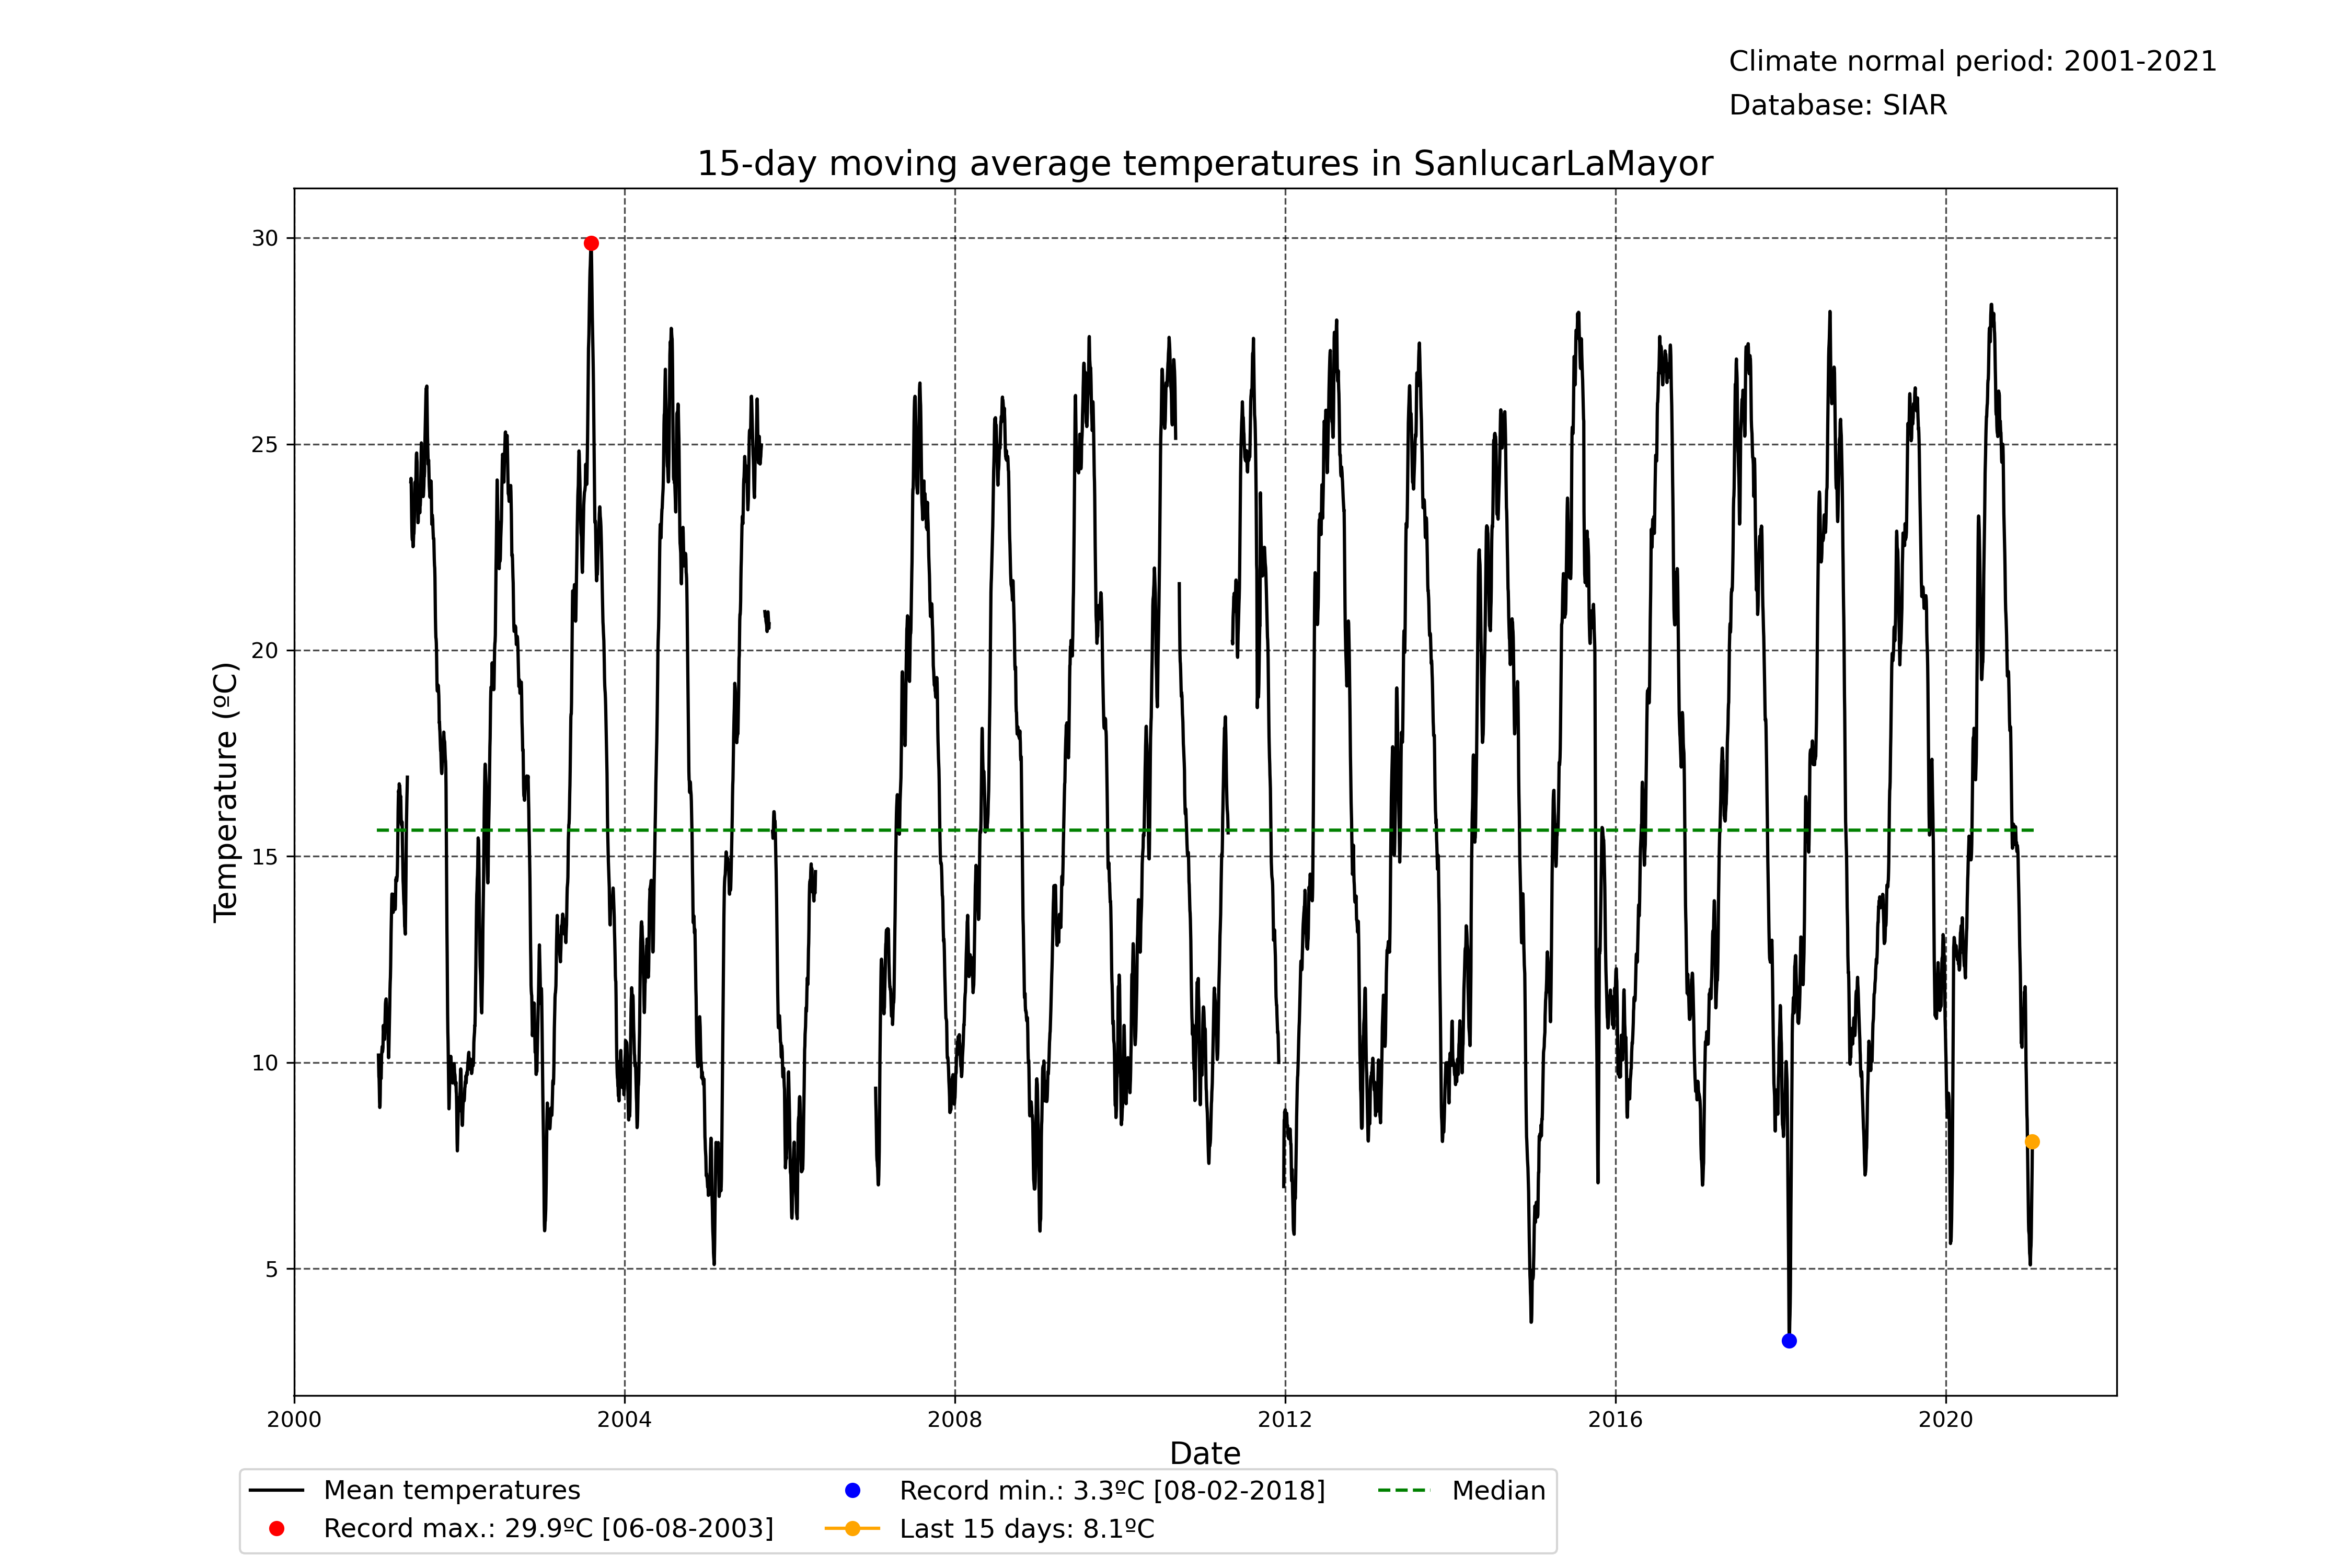 Climate normal period: 2001-2021
Database: SIAR
15-day moving average temperatures in SanlucarLaMayor
30
25
20
15
10
5
Temperature (ºC)
2000 2004 2008 2012 2016 2020
Date
Mean temperatures
Record max.: 29.9ºC [06-08-2003]
Record min.: 3.3ºC [08-02-2018]
Last 15 days: 8.1ºC
Median